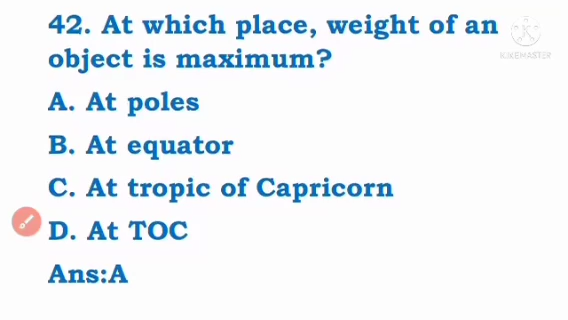 42. At which place, weight of an
object is maximum?
A. At poles
B. At equator
C. At tropic of Capricorn
D. At TOC
Ans:A
KINEMASTER